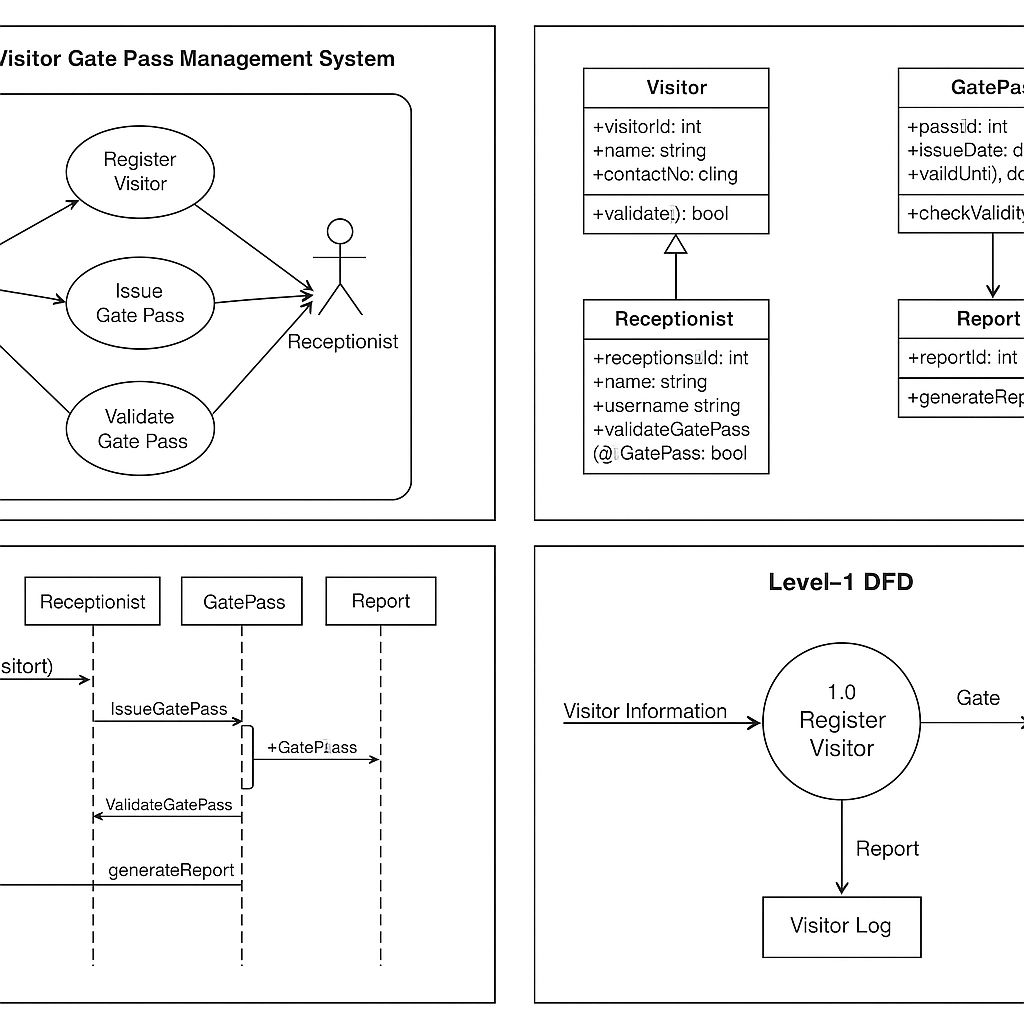 Visitor Gate Pass Management System
Register
Visitor
Issue
Gate Pass
Validate
Gate Pass
Receptionist
Visitor
+visitorId: int
+name: string
+contactNo: cling
+validate(): bool
Receptionist
+receptionsıId: int
+name: string
+username string
+validateGatePass
GatePass: bool
GatePas
+passId: int
+issueDate: d
+vaildUnti), do
+checkValidity
Report
+reportId: int
+generateRep
Receptionist
GatePass
Report
sitort)
IssueGatePass
ValidateGatePass
generateReport
Level–1 DFD
Visitor Information
1.0
Register
Visitor
Gate
Report
Visitor Log